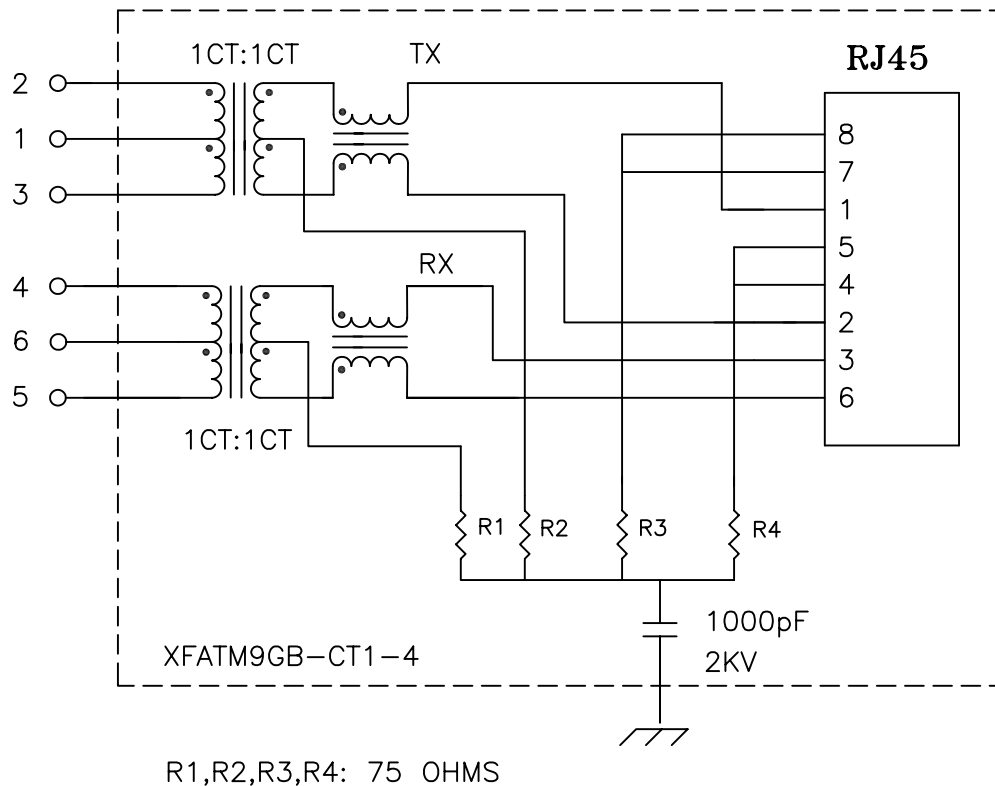 1CT:1CT
TX
RJ45
2
1
3
8
7
1
5
4
2
3
6
RX
4
6
5
1CT:1CT
R1
R2
R3
R4
1000pF
2KV
XFATM9GB-CT1-4
R1,R2,R3,R4: 75 OHMS